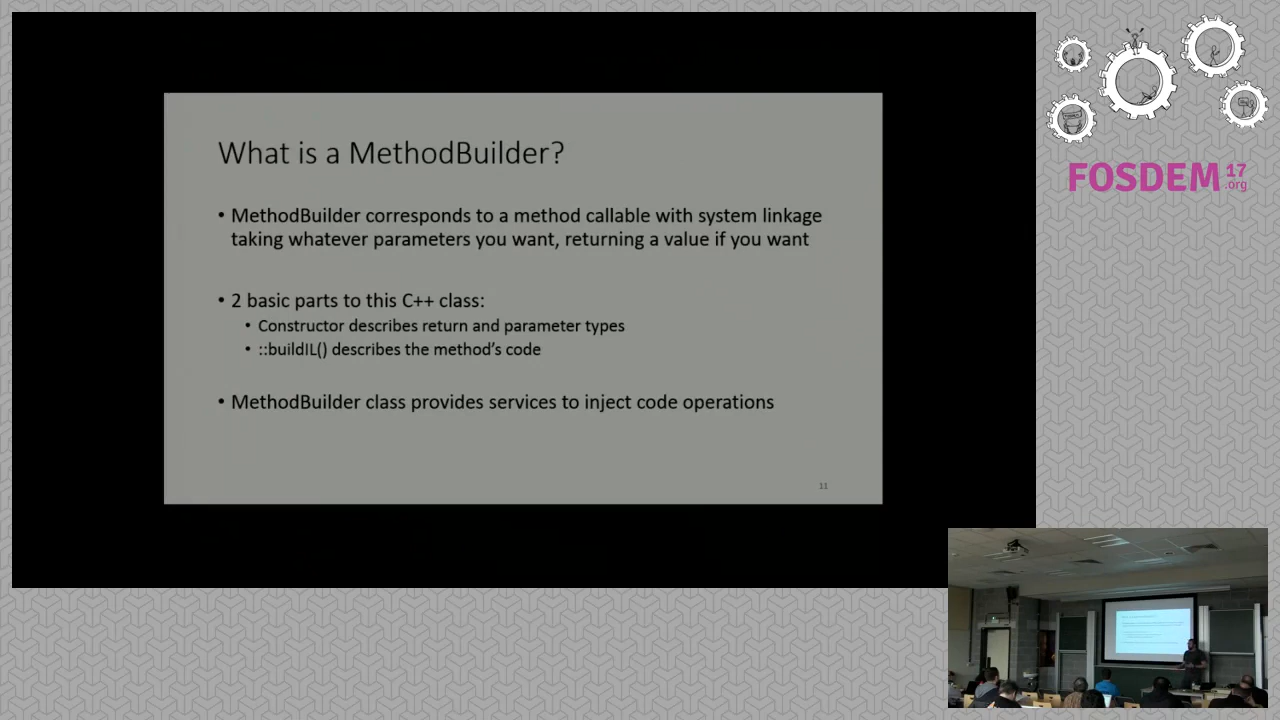 What is a MethodBuilder?
• MethodBuilder corresponds to a method callable with system linkage
taking whatever parameters you want, returning a value if you want
• 2 basic parts to this C++ class:
• Constructor describes return and parameter types
• ::buildIL() describes the method’s code
• MethodBuilder class provides services to inject code operations
11
FOSDEM 17
.org